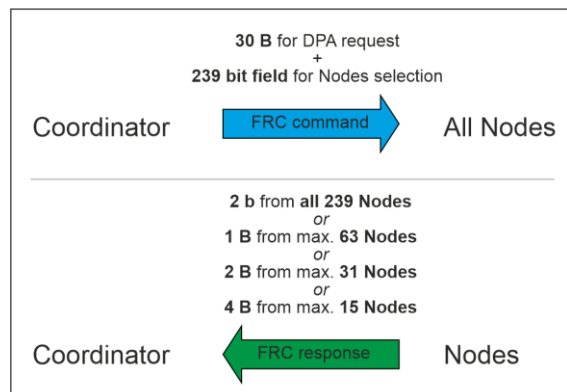 30 B for DPA request
+
239 bit field for Nodes selection
Coordinator FRC command All Nodes
2 b from all 239 Nodes
or
1 B from max. 63 Nodes
or
2 B from max. 31 Nodes
or
4 B from max. 15 Nodes
Coordinator FRC response Nodes